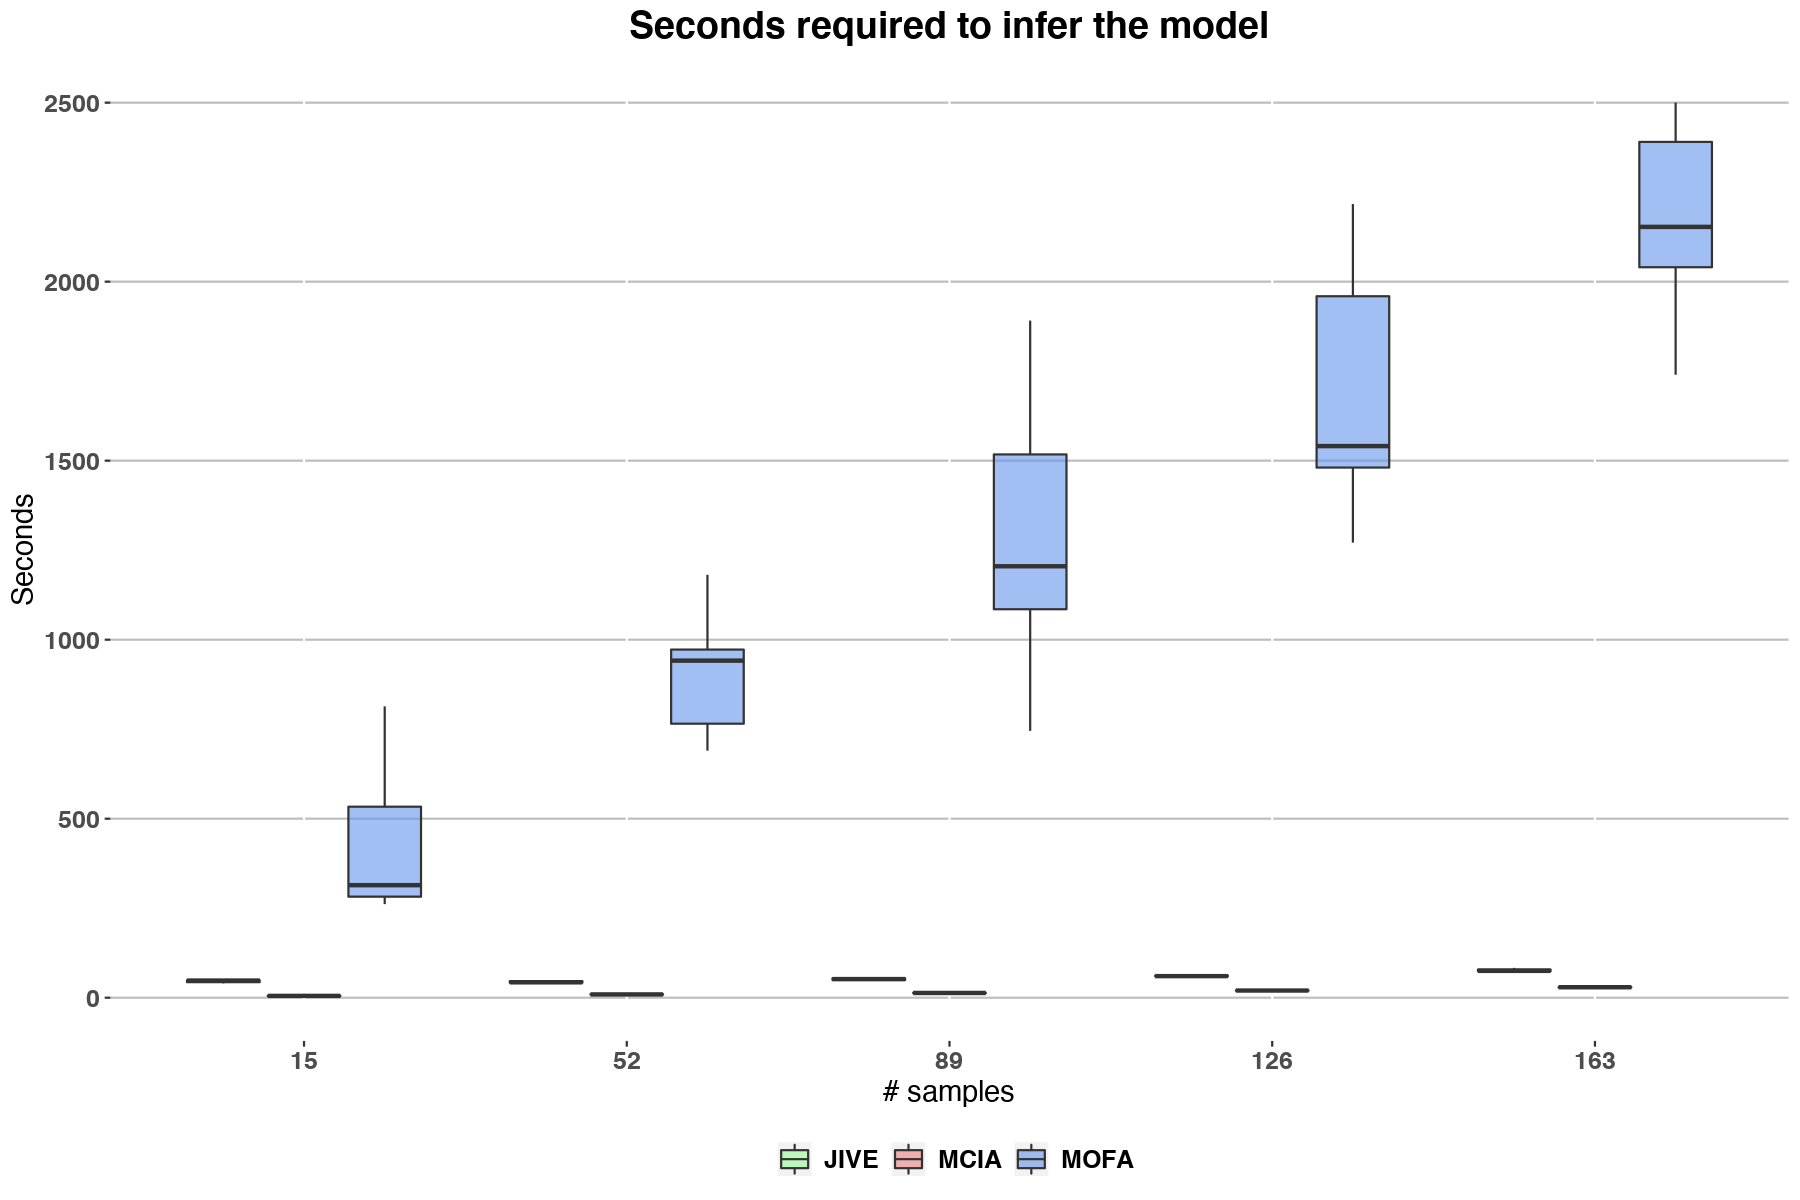 Seconds required to infer the model
2500
2000
1500
1000
500
0
Seconds
15 52 89 126 163
# samples
JIVE MCIA MOFA